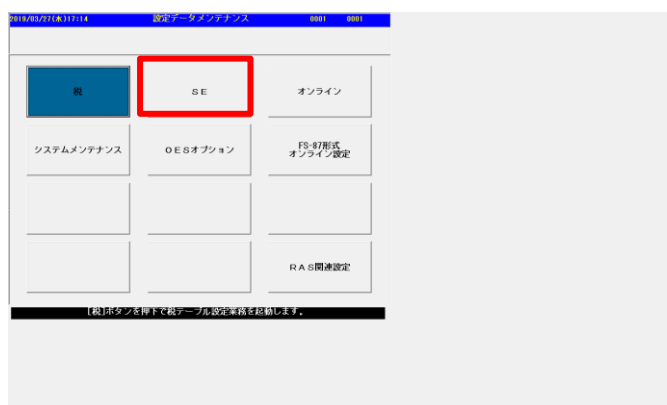 2019/03/27(水)17:14 設定データメンテナンス 0001 0001
税 ＳＥ オンライン
システムメンテナンス ＯＥＳオプション FS-87形式
オンライン設定
ＲＡＳ関連設定
[税]ボタンを押下で税テーブル設定業務を起動します．